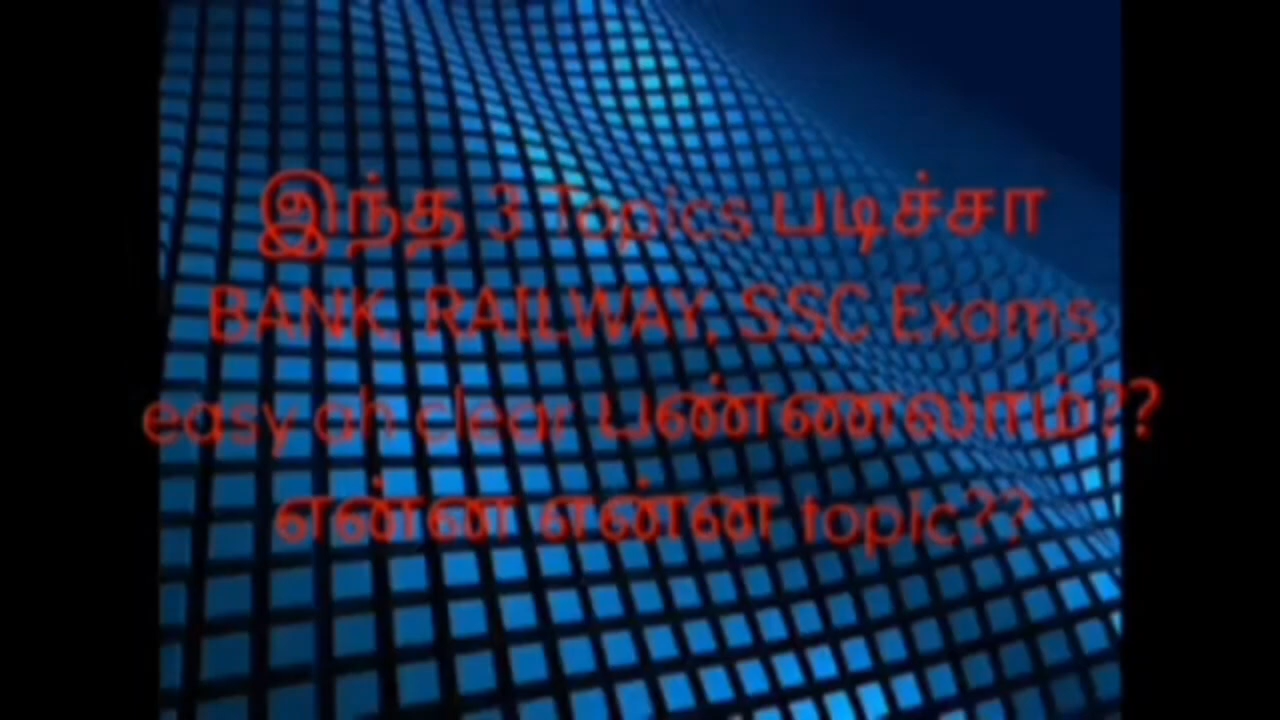 இந்த 3 Topics படிச்சா
BANK, RAILWAY, SSC Exams
easy ah clear பண்ணலாம்??
என்ன என்ன topic??